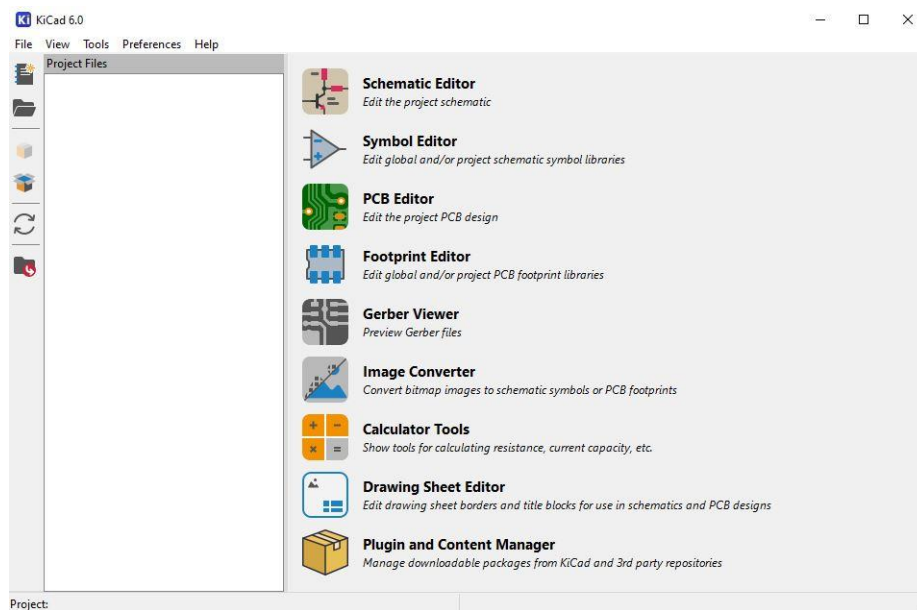 Ki KiCad 6.0
File View Tools Preferences Help
Project Files
Schematic Editor
Edit the project schematic
Symbol Editor
Edit global and/or project schematic symbol libraries
PCB Editor
Edit the project PCB design
Footprint Editor
Edit global and/or project PCB footprint libraries
Gerber Viewer
Preview Gerber files
Image Converter
Convert bitmap images to schematic symbols or PCB footprints
Calculator Tools
Show tools for calculating resistance, current capacity, etc.
Drawing Sheet Editor
Edit drawing sheet borders and title blocks for use in schematics and PCB designs
Plugin and Content Manager
Manage downloadable packages from KiCad and 3rd party repositories
Project: